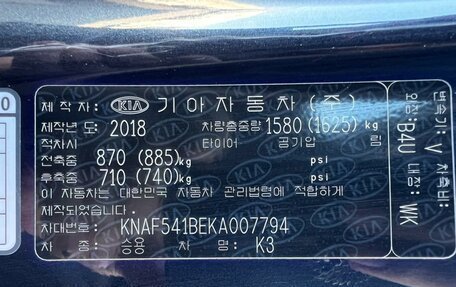 제 작 자: KIA 기아자동차 (주)
제작년 도: 2018 차량총중량 1580 (1625) kg
적차시 타이어 공기압 림
전축중 870 (885)kg psi
후축중 710 (740)kg psi
이 자동차는 대한민국 자동차 관리법령에 적합하게
제작되었습니다.
차대번호: KNAF541BEKA007794
차 종: 승용 차 명: K3
변속기: V 차축비:
외장: B4U 내장: WK
0